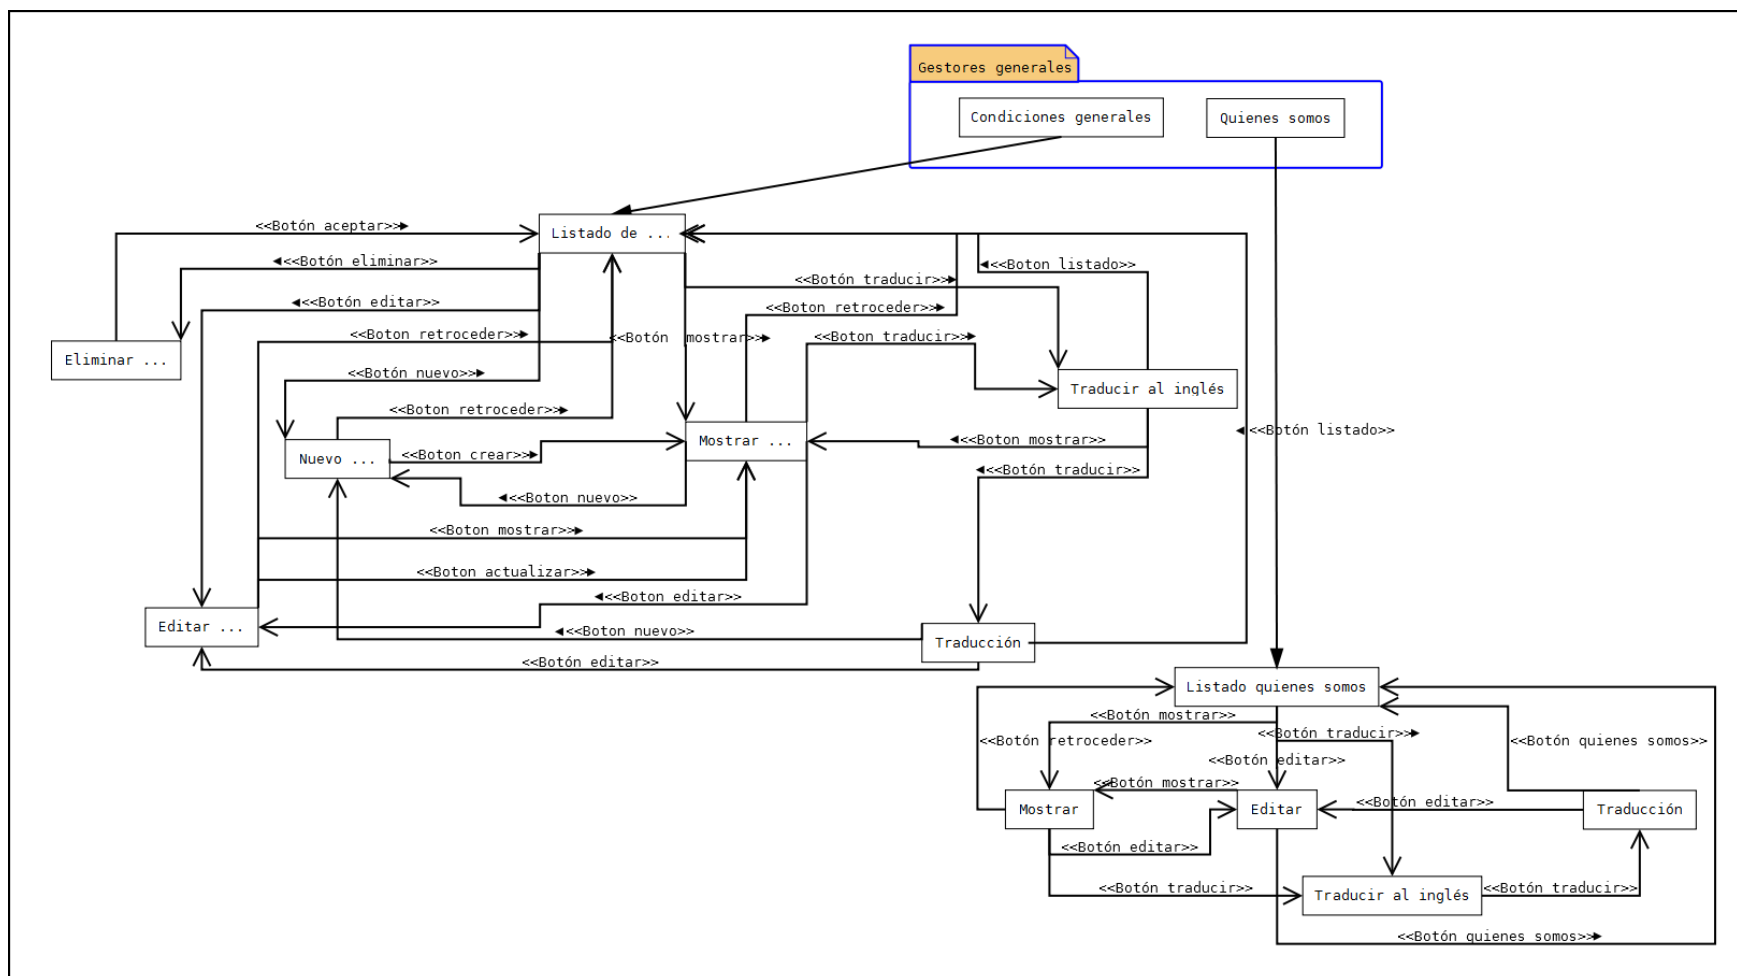 Gestores generales
Condiciones generales
Quienes somos
<<Botón aceptar>>
Listado de ...
<<Botón eliminar>>
<<Boton listado>>
<<Botón traducir>>
<<Botón editar>>
<<Boton retroceder>>
<<Boton retroceder>>
<<Botón mostrar>>
<<Boton traducir>>
Eliminar ...
<<Botón nuevo>>
Traducir al inglés
<<Boton retroceder>>
<<Botón listado>>
Mostrar ...
<<Boton mostrar>>
<<Boton crear>>
Nuevo ...
<<Botón traducir>>
<<Boton nuevo>>
<<Boton mostrar>>
<<Boton actualizar>>
<<Boton editar>>
Editar ...
<<Boton nuevo>>
Traducción
<<Botón editar>>
Listado quienes somos
<<Botón mostrar>>
<<Botón traducir>>
<<Botón retroceder>>
<<Botón quienes somos>>
<<Botón editar>>
<<Botón mostrar>>
<<Botón editar>>
Mostrar
Editar
Traducción
<<Botón editar>>
<<Botón traducir>>
Traducir al inglés
<<Botón traducir>>
<<Botón quienes somos>>